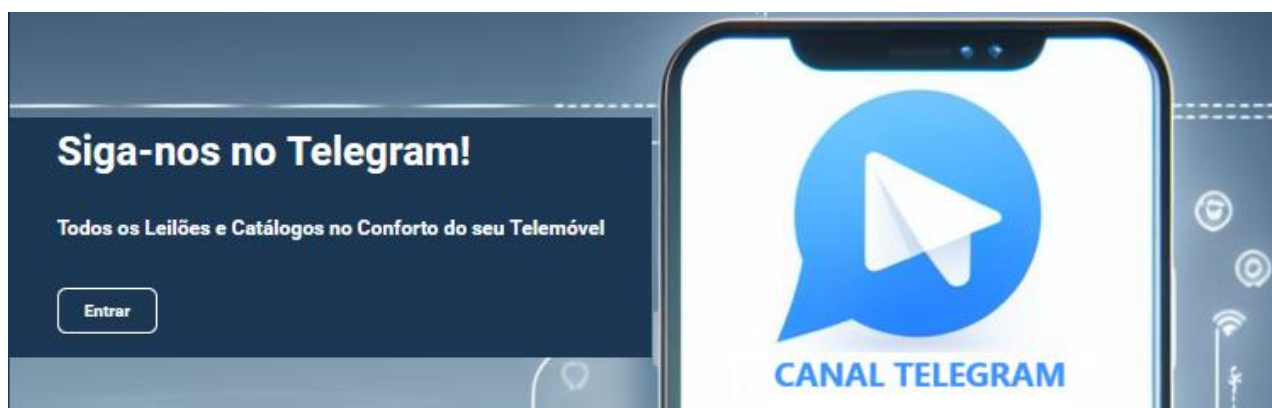 Siga-nos no Telegram!
Todos os Leilões e Catálogos no Conforto do seu Telemóvel
Entrar
CANAL TELEGRAM